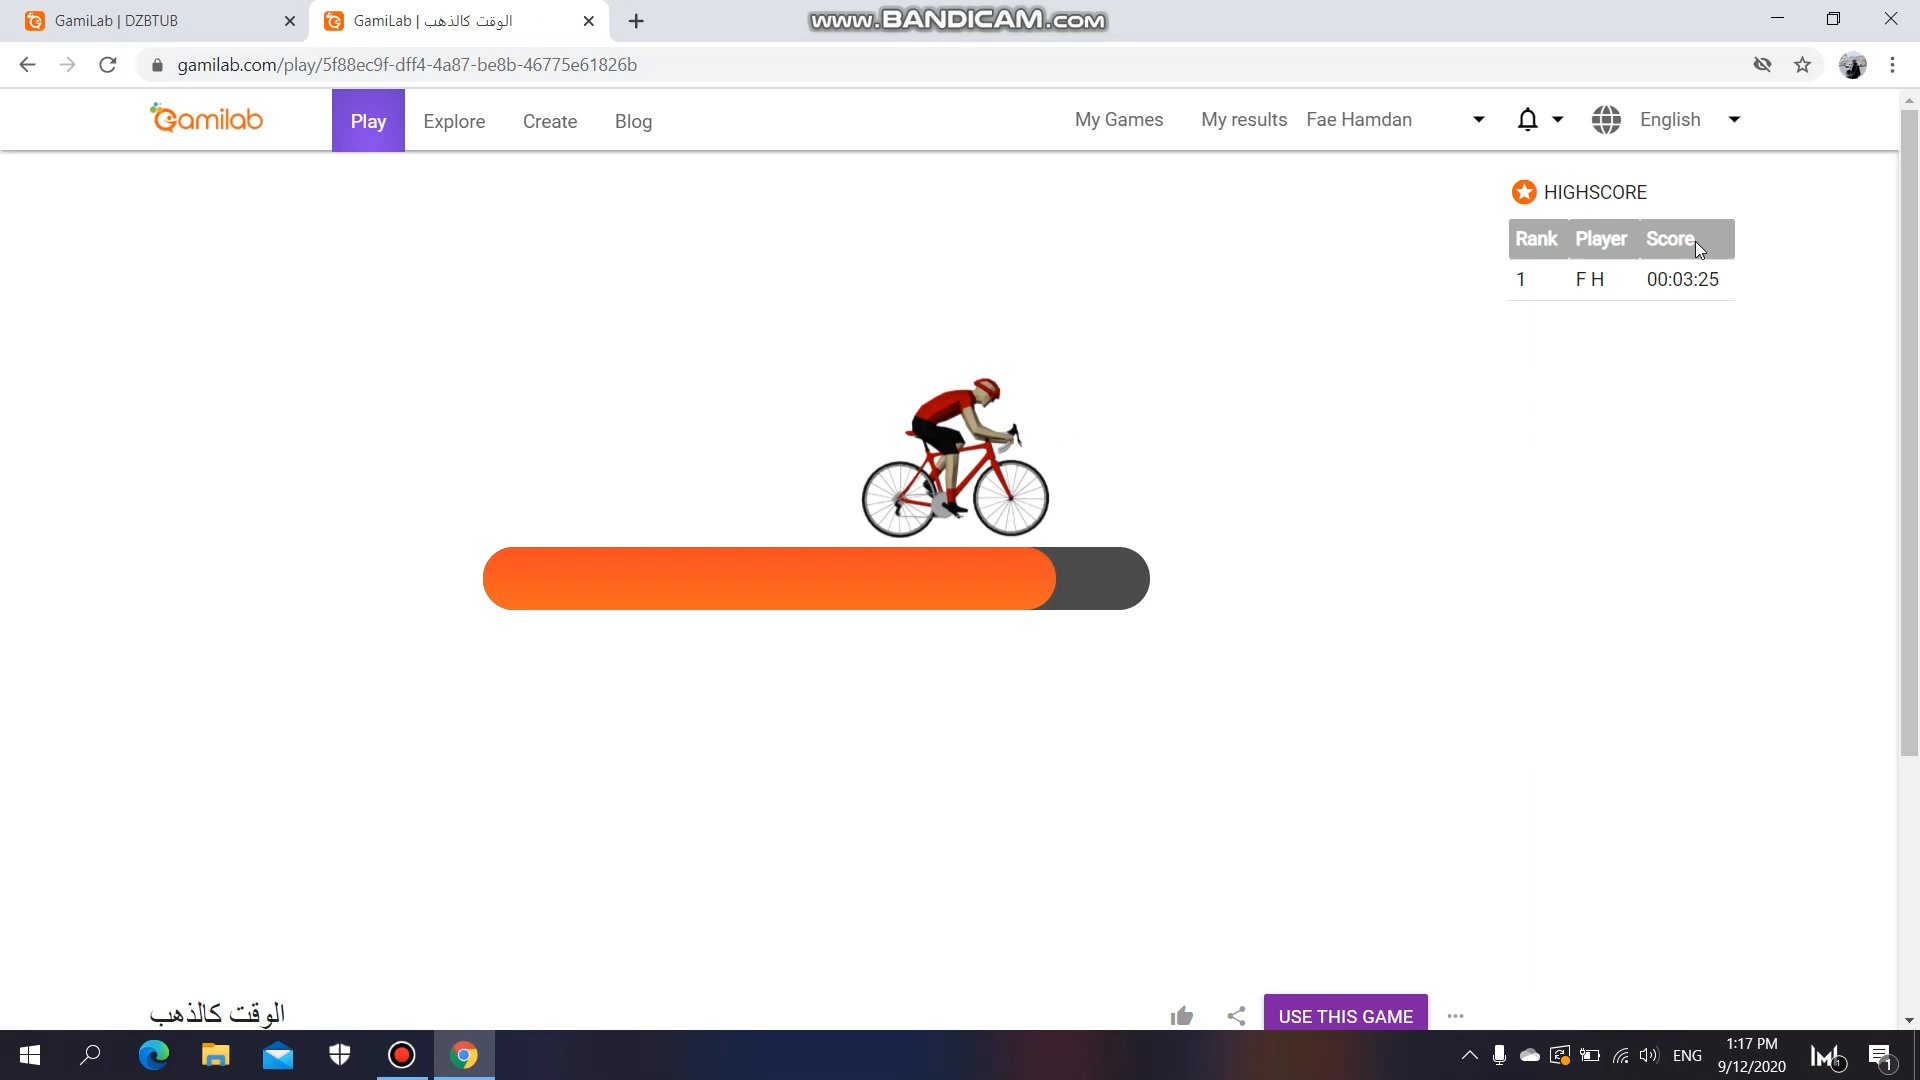 GamiLab | DZBTUB
GamiLab | الوقت كالذهب
www.BANDICAM.com
gamilab.com/play/5f88ec9f-dff4-4a87-be8b-46775e61826b
Gamilab
Play
Explore
Create
Blog
My Games
My results
Fae Hamdan
English
HIGHSCORE
Rank Player Score
1 F H 00:03:25
الوقت كالذهب
USE THIS GAME
ENG
1:17 PM
9/12/2020
1
1